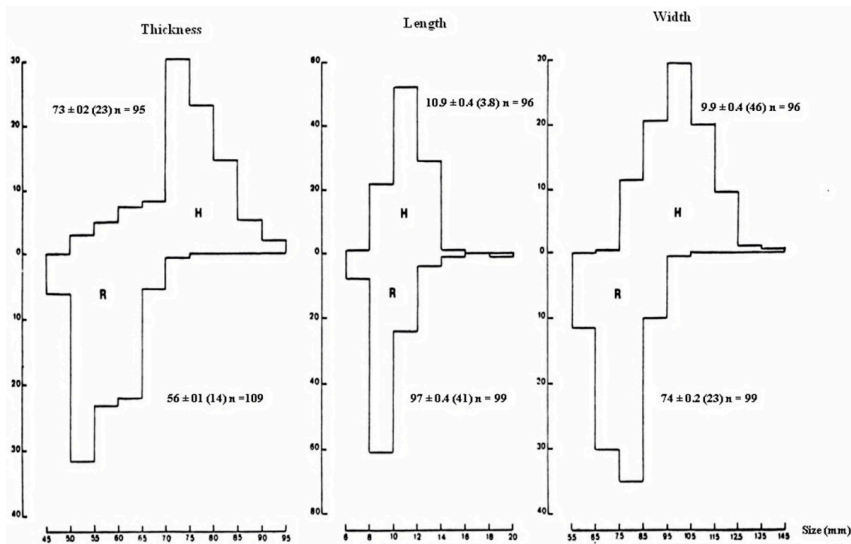 Thickness
Length
Width
30
20
10
0
10
20
30
40
73 ± 02 (23) n = 95
H
R
56 ± 01 (14) n =109
45 50 55 60 65 70 75 80 85 90 95
60
40
20
0
20
40
60
80
10.9 ± 0.4 (3.8) n = 96
H
R
97 ± 0.4 (41) n = 99
6 8 10 12 14 16 18 20
30
20
10
0
10
20
30
40
9.9 ± 0.4 (46) n = 96
H
R
74 ± 0.2 (23) n = 99
55 65 75 85 95 105 115 125 135 145
Size (mm)